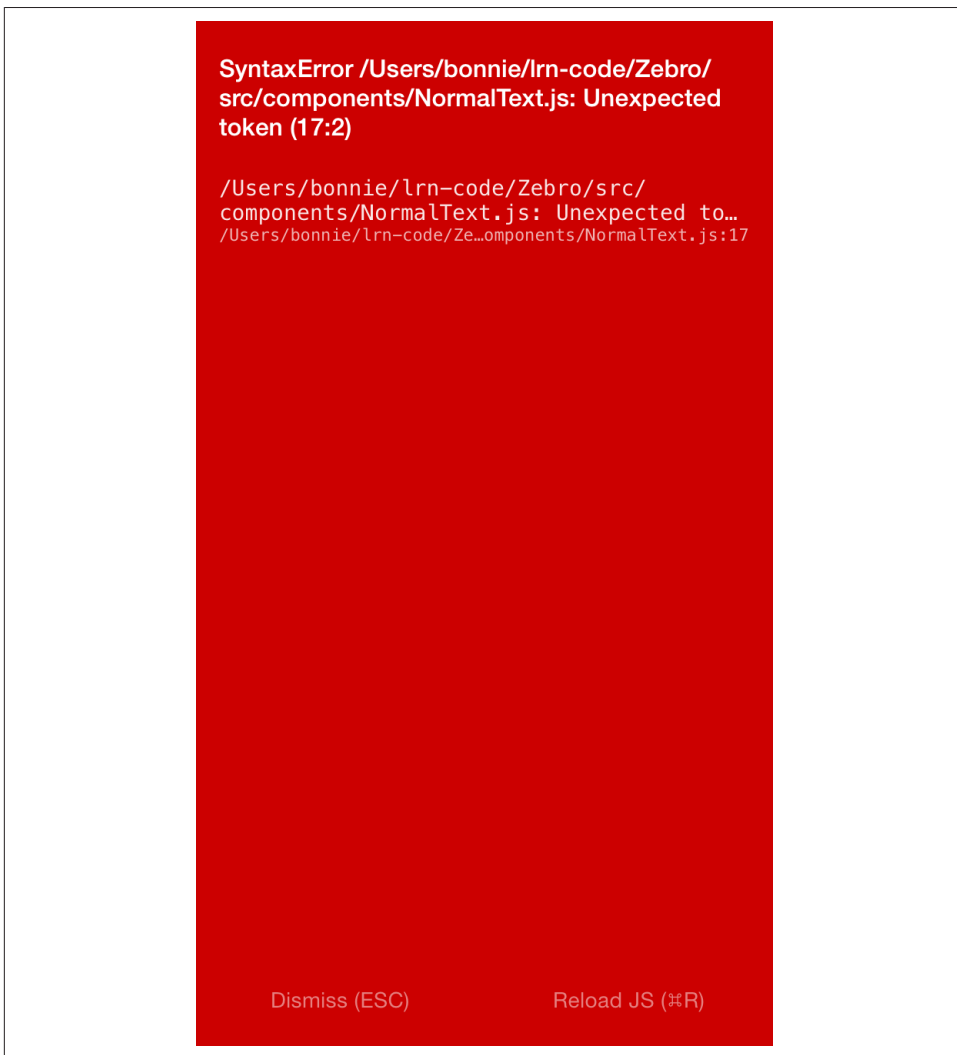 SyntaxError /Users/bonnie/lrn-code/Zebro/
src/components/NormalText.js: Unexpected
token (17:2)
/Users/bonnie/lrn-code/Zebro/src/
components/NormalText.js: Unexpected to…
/Users/bonnie/lrn-code/Ze…omponents/NormalText.js:17
Dismiss (ESC) Reload JS (⌘R)